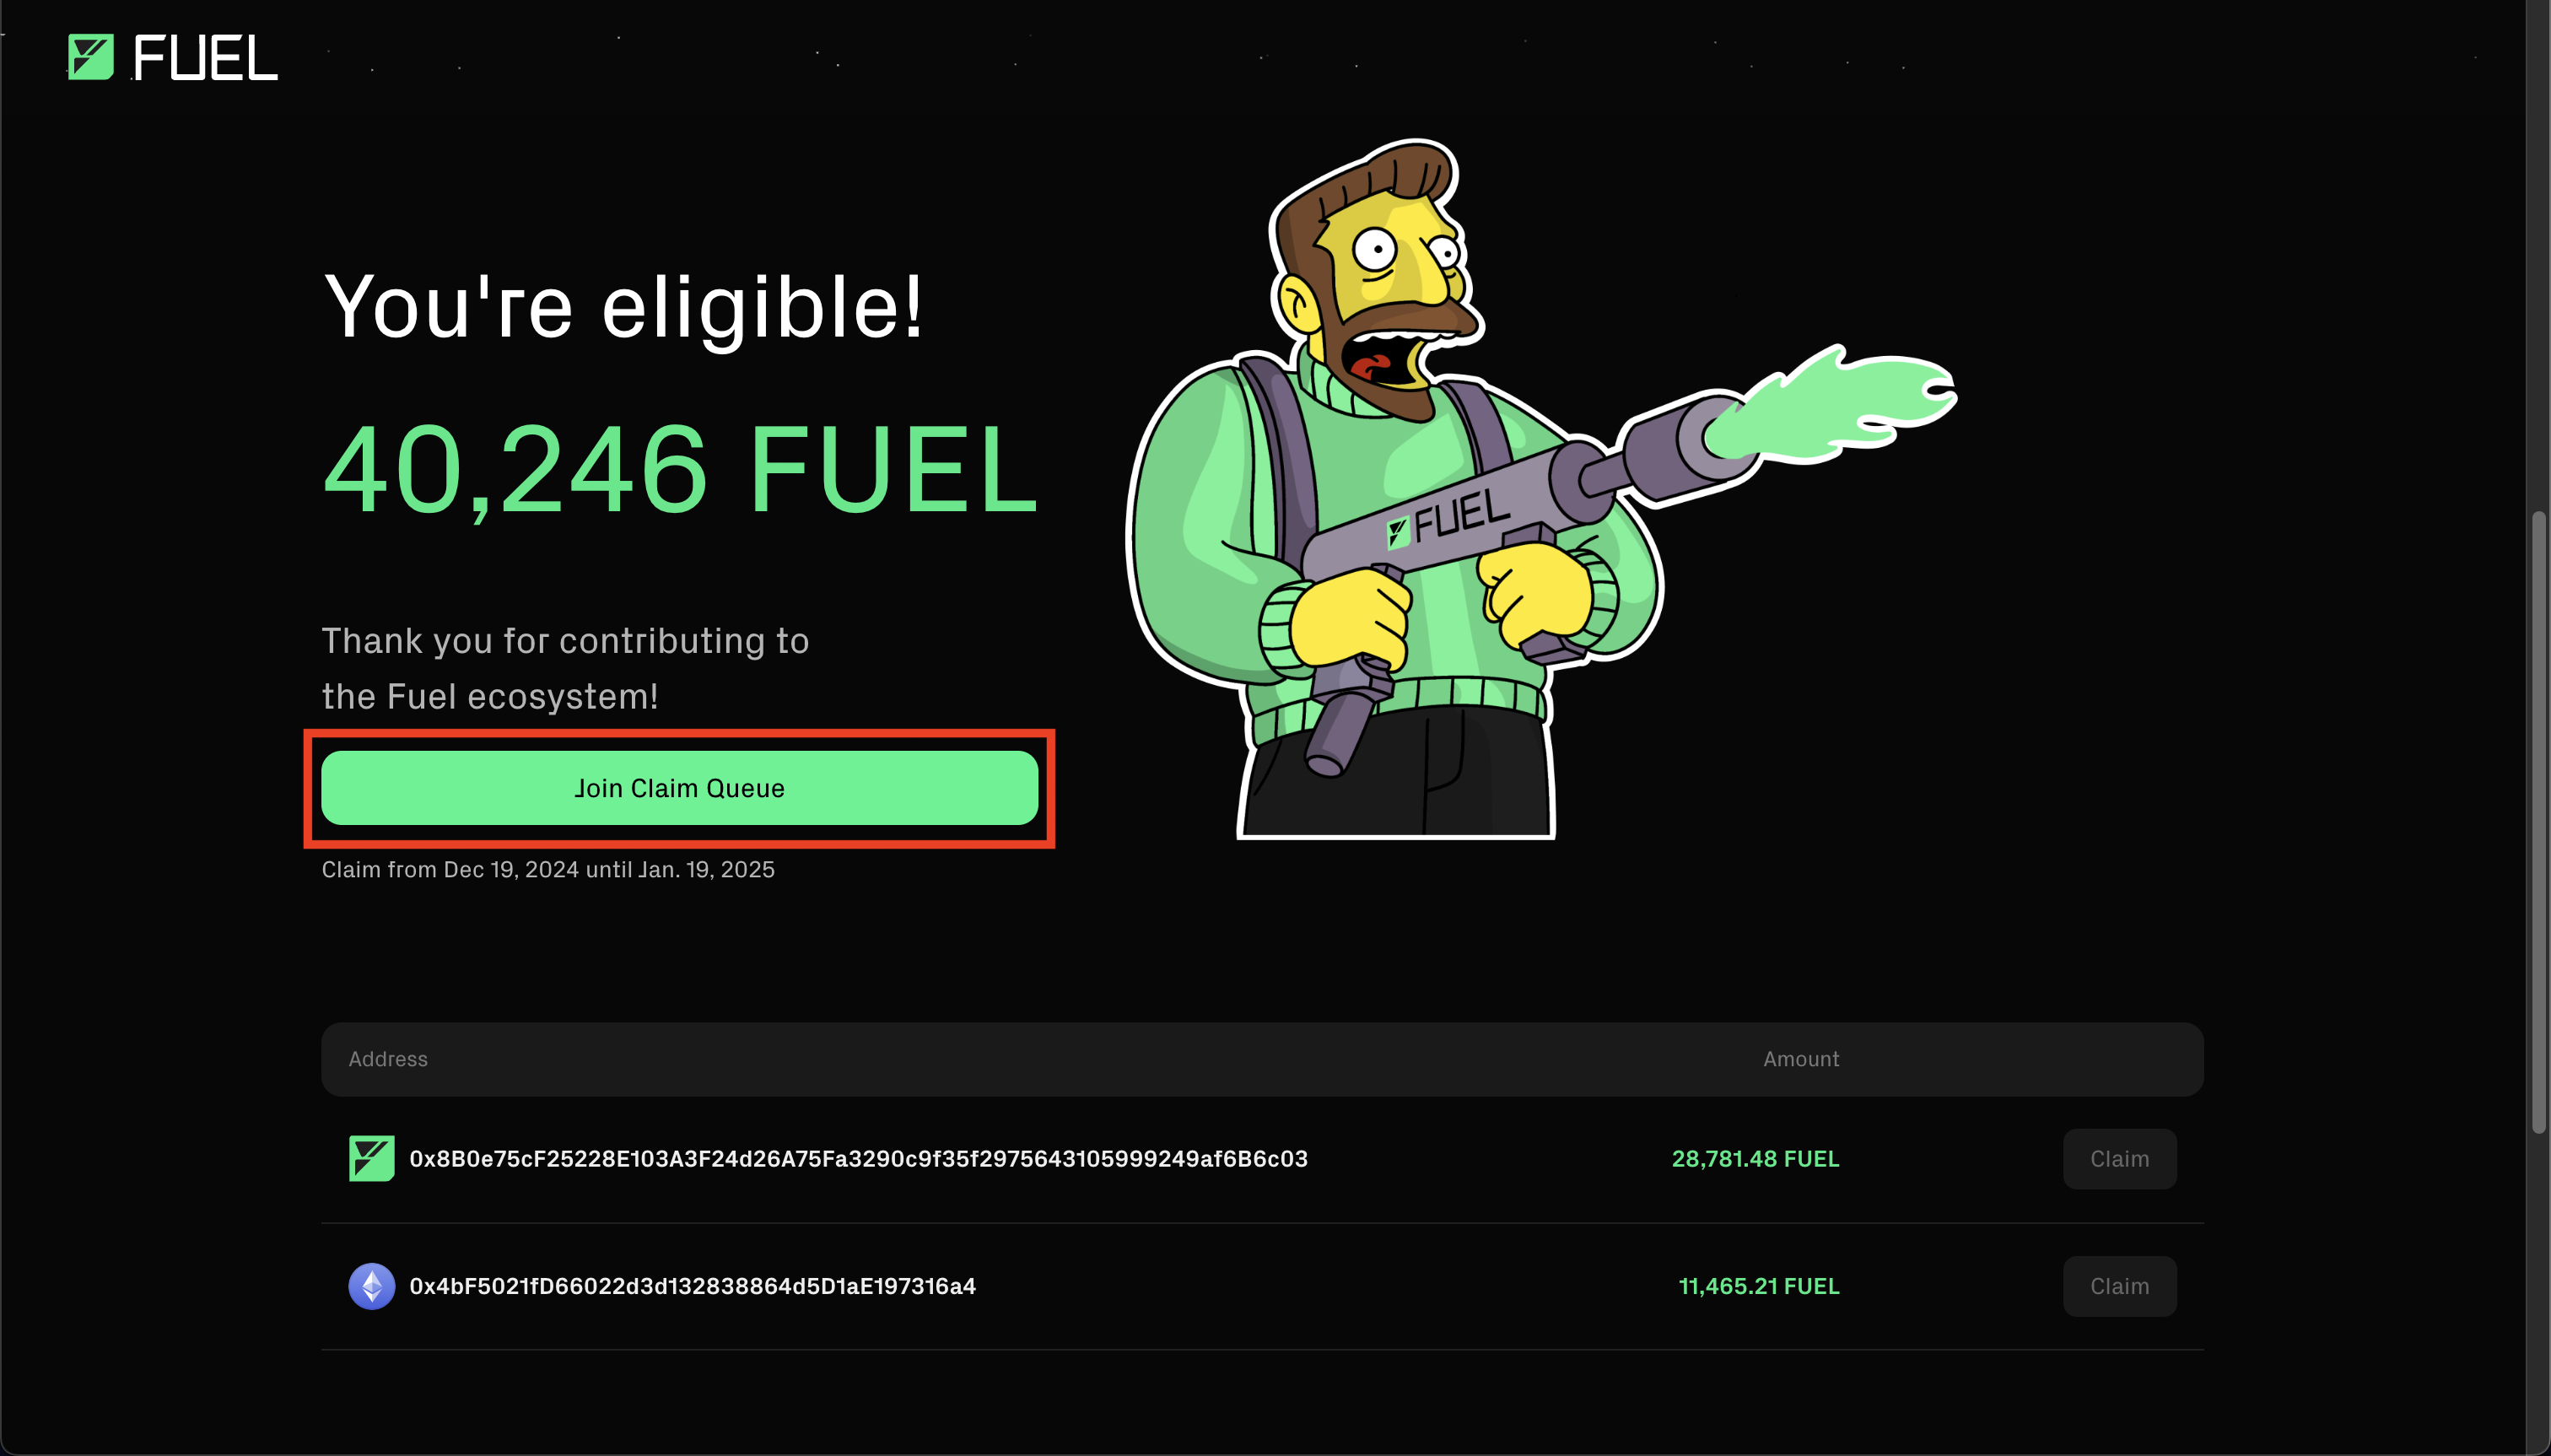 FUEL
You're eligible!
40,246 FUEL
Thank you for contributing to
the Fuel ecosystem!
Join Claim Queue
Claim from Dec 19, 2024 until Jan. 19, 2025
FUEL
Address Amount
0x8B0e75cF25228E103A3F24d26A75Fa3290c9f35f2975643105999249af6B6c03 28,781.48 FUEL Claim
0x4bF5021fD66022d3d132838864d5D1aE197316a4 11,465.21 FUEL Claim